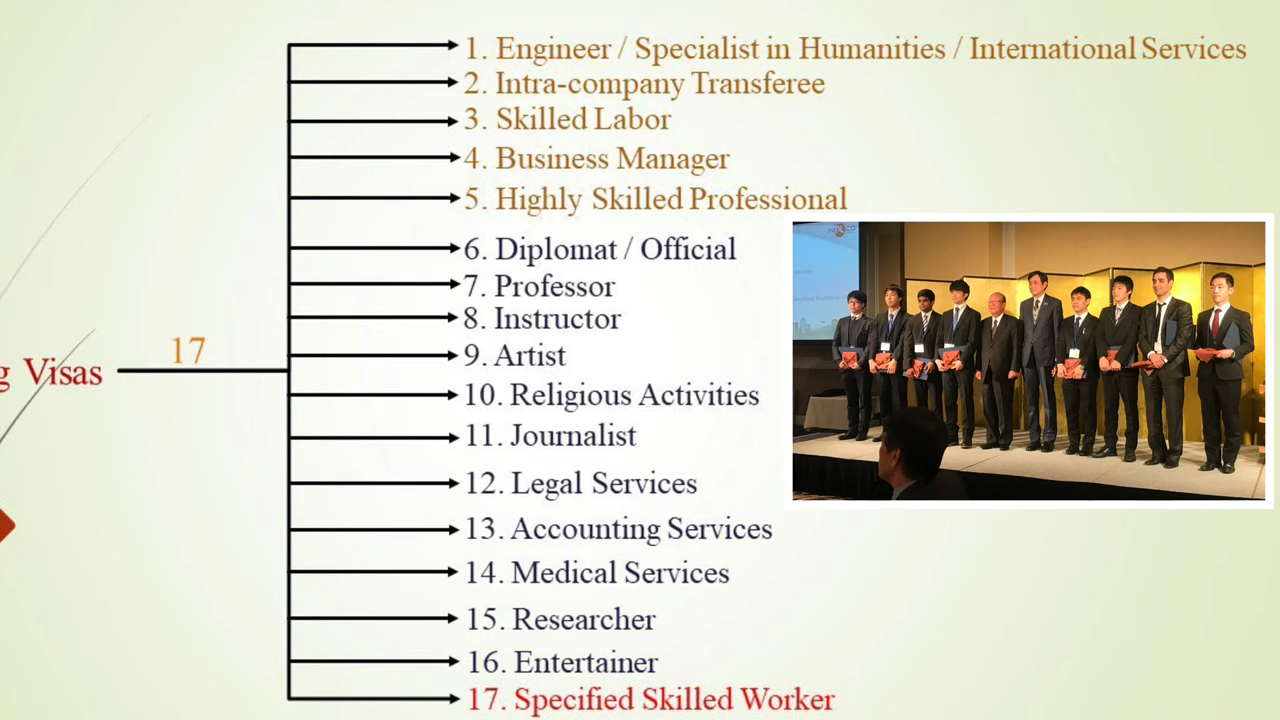 1. Engineer / Specialist in Humanities / International Services
2. Intra-company Transferee
3. Skilled Labor
4. Business Manager
5. Highly Skilled Professional
6. Diplomat / Official
7. Professor
8. Instructor
9. Artist
10. Religious Activities
11. Journalist
12. Legal Services
13. Accounting Services
14. Medical Services
15. Researcher
16. Entertainer
17. Specified Skilled Worker
17
g Visas